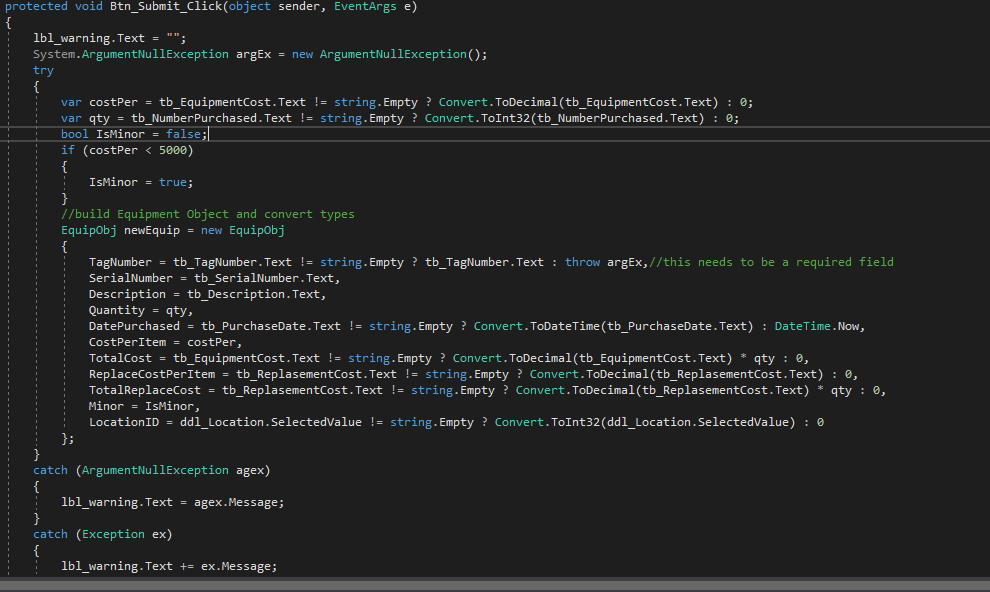 protected void Btn_Submit_Click(object sender, EventArgs e)
{
lbl_warning.Text = "";
System.ArgumentNullException argEx = new ArgumentNullException();
try
{
var costPer = tb_EquipmentCost.Text != string.Empty ? Convert.ToDecimal(tb_EquipmentCost.Text) : 0;
var qty = tb_NumberPurchased.Text != string.Empty ? Convert.ToInt32(tb_NumberPurchased.Text) : 0;
bool IsMinor = false;
if (costPer < 5000)
{
IsMinor = true;
}
//build Equipment Object and convert types
EquipObj newEquip = new EquipObj
{
TagNumber = tb_TagNumber.Text != string.Empty ? tb_TagNumber.Text : throw argEx,//this needs to be a required field
SerialNumber = tb_SerialNumber.Text,
Description = tb_Description.Text,
Quantity = qty,
DatePurchased = tb_PurchaseDate.Text != string.Empty ? Convert.ToDateTime(tb_PurchaseDate.Text) : DateTime.Now,
CostPerItem = costPer,
TotalCost = tb_EquipmentCost.Text != string.Empty ? Convert.ToDecimal(tb_EquipmentCost.Text) * qty : 0,
ReplaceCostPerItem = tb_ReplasementCost.Text != string.Empty ? Convert.ToDecimal(tb_ReplasementCost.Text) : 0,
TotalReplaceCost = tb_ReplasementCost.Text != string.Empty ? Convert.ToDecimal(tb_ReplasementCost.Text) * qty : 0,
Minor = IsMinor,
LocationID = ddl_Location.SelectedValue != string.Empty ? Convert.ToInt32(ddl_Location.SelectedValue) : 0
};
}
catch (ArgumentNullException agex)
{
lbl_warning.Text = agex.Message;
}
catch (Exception ex)
{
lbl_warning.Text += ex.Message;